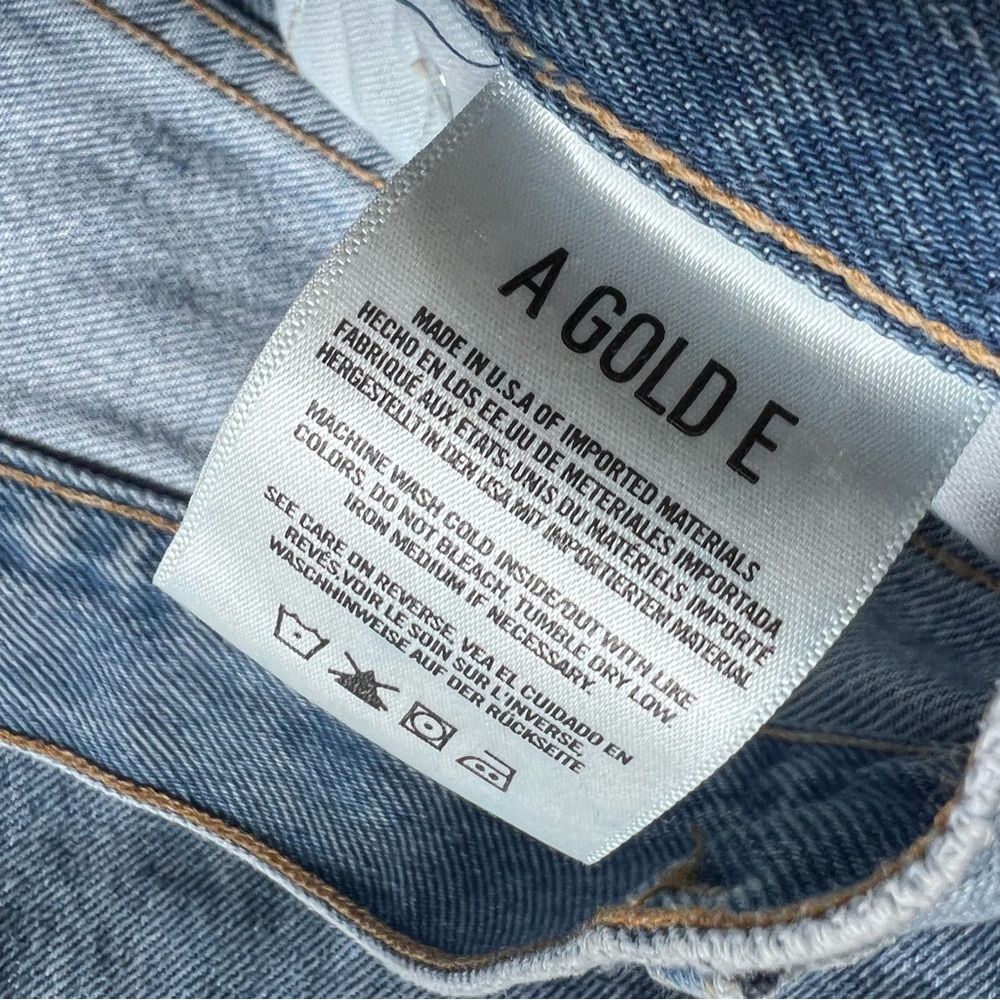 A GOLD E
MADE IN U.S.A OF IMPORTED MATERIALS
HECHO EN LOS EE.UU DE METERIALES IMPORTADA
FABRIQUÉ AUX ETATS-UNIS DU MATÉRIELS IMPORTÉ
HERGESTELLT IN DEN USA MIT IMPORTIERTEM MATERIAL
MACHINE WASH COLD INSIDE/OUT WITH LIKE
COLORS. DO NOT BLEACH, TUMBLE DRY LOW
IRON MEDIUM IF NECESSARY.
SEE CARE ON REVERSE, VEA EL CUIDADO EN
REVÉS VOIR LE SOIN SUR L'INVERSE,
WASCHHINWEISE AUF DER RÜCKSEITE